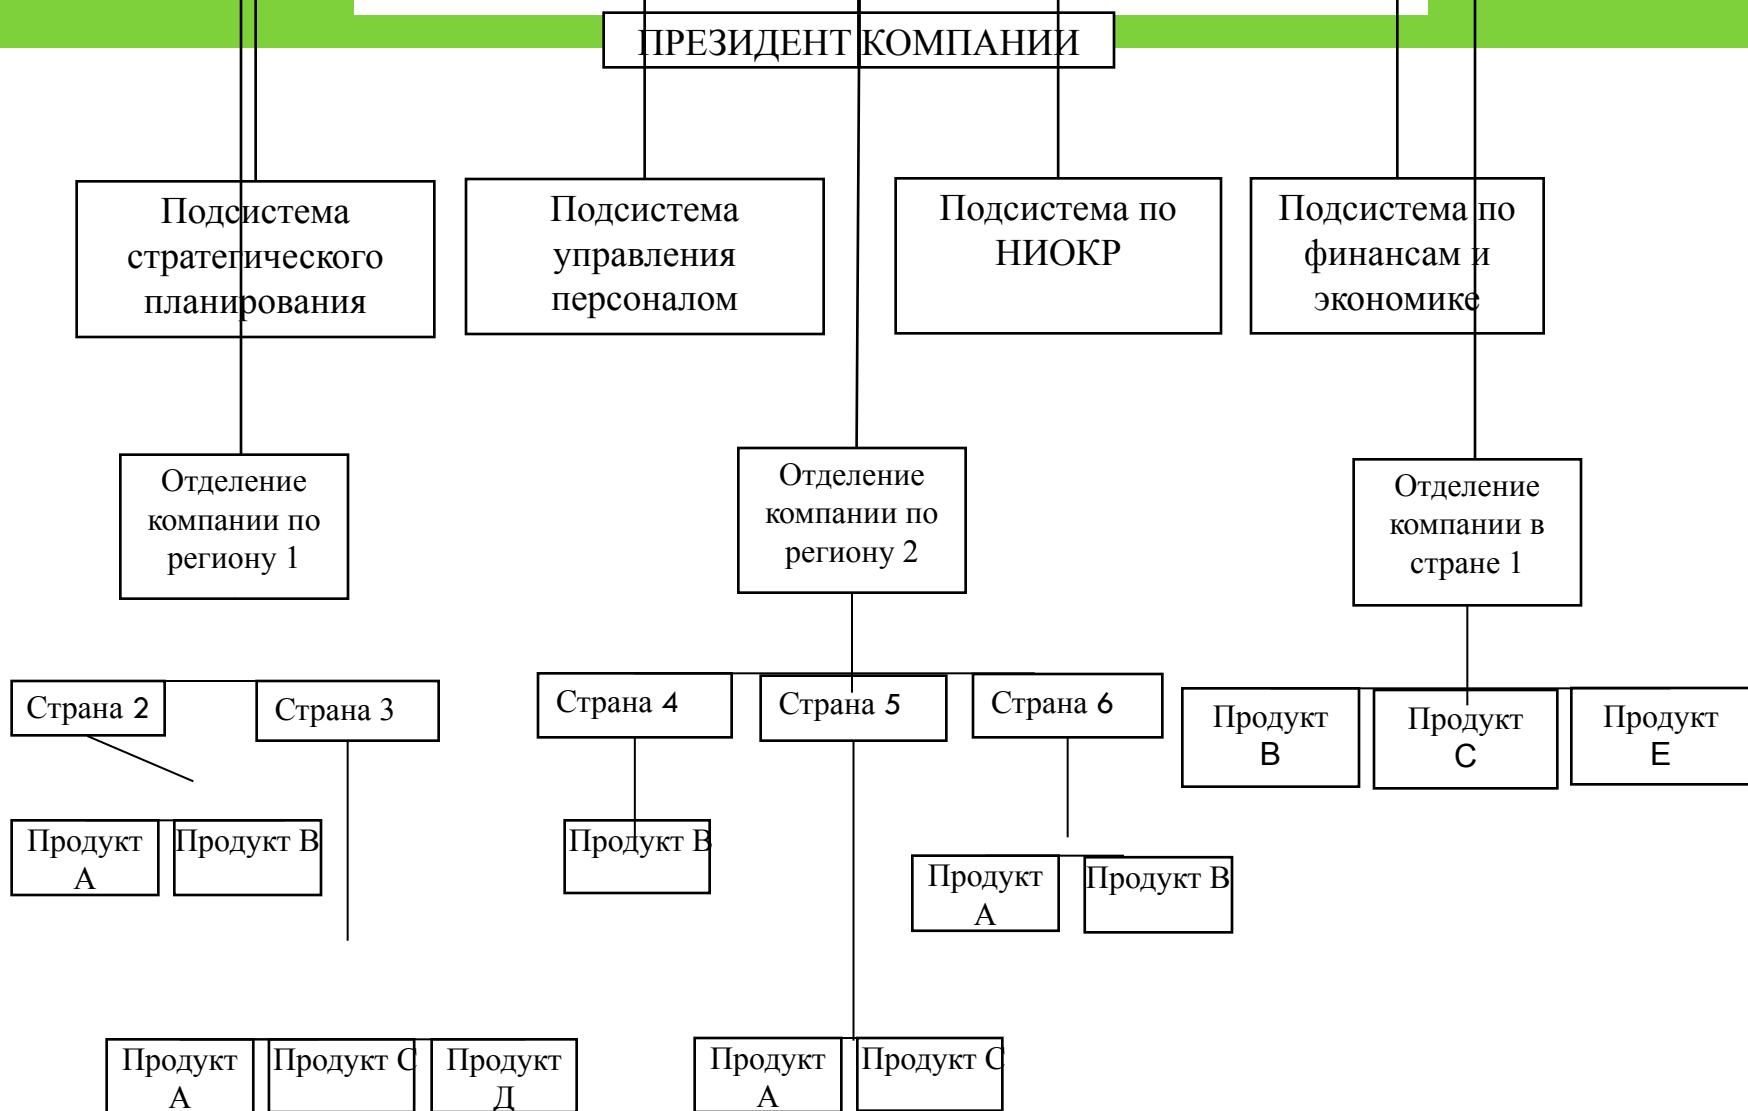 ПРЕЗИДЕНТ КОМПАНИИ
Подсистема
стратегического
планирования
Подсистема
управления
персоналом
Подсистема по
НИОКР
Подсистема по
финансам и
экономике
Отделение
компании по
региону 1
Отделение
компании по
региону 2
Отделение
компании в
стране 1
Страна 2
Страна 3
Страна 4
Страна 5
Страна 6
Продукт
В
Продукт
С
Продукт
Е
Продукт
А
Продукт В
Продукт В
Продукт
А
Продукт В
Продукт
А
Продукт С
Продукт
Д
Продукт
А
Продукт С